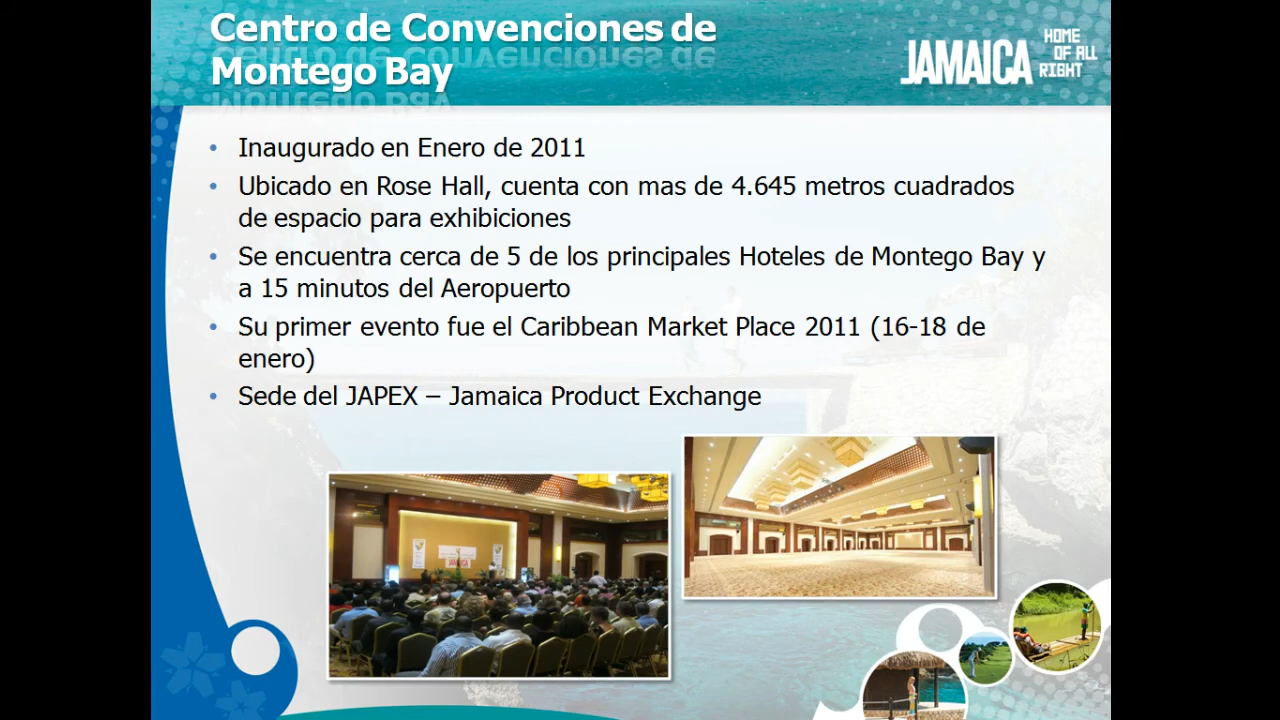 Centro de Convenciones de
Montego Bay
JAMAICA
HOME
OF ALL
RIGHT
• Inaugurado en Enero de 2011
• Ubicado en Rose Hall, cuenta con mas de 4.645 metros cuadrados
de espacio para exhibiciones
• Se encuentra cerca de 5 de los principales Hoteles de Montego Bay y
a 15 minutos del Aeropuerto
• Su primer evento fue el Caribbean Market Place 2011 (16-18 de
enero)
• Sede del JAPEX – Jamaica Product Exchange
JAMAICA